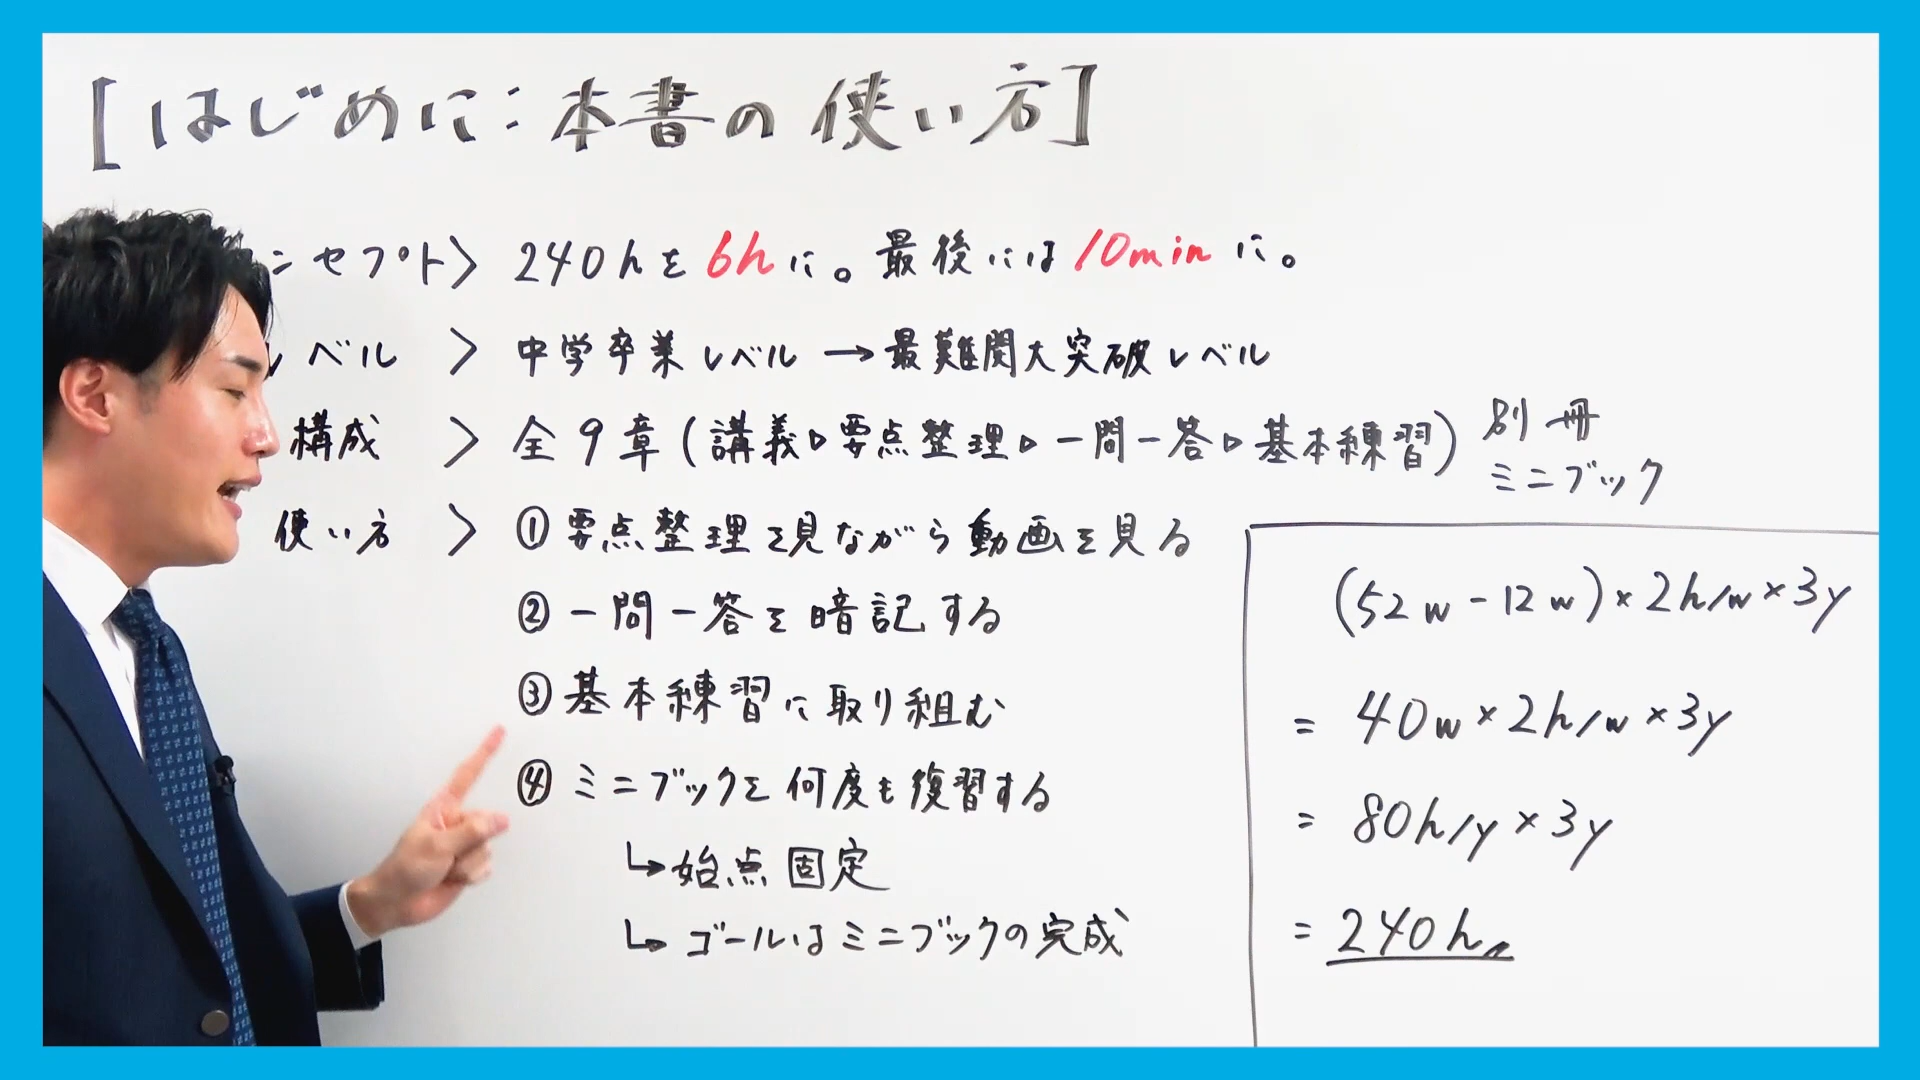 [はじめに：本書の使い方]
ンセプト＞ 240hを6hに。最後には10minに。
レベル ＞ 中学卒業レベル → 最難関大突破レベル
構成 ＞ 全9章(講義▷要点整理▷一問一答▷基本練習) 別冊
ミニブック
使い方 ＞ ①要点整理を見ながら動画を見る
②一問一答を暗記する
③基本練習に取り組む
④ミニブックを何度も復習する
↳始点固定
↳ゴールはミニブックの完成
(52w-12w)×2h/w×3y
= 40w×2h/w×3y
= 80h/y×3y
= 240h